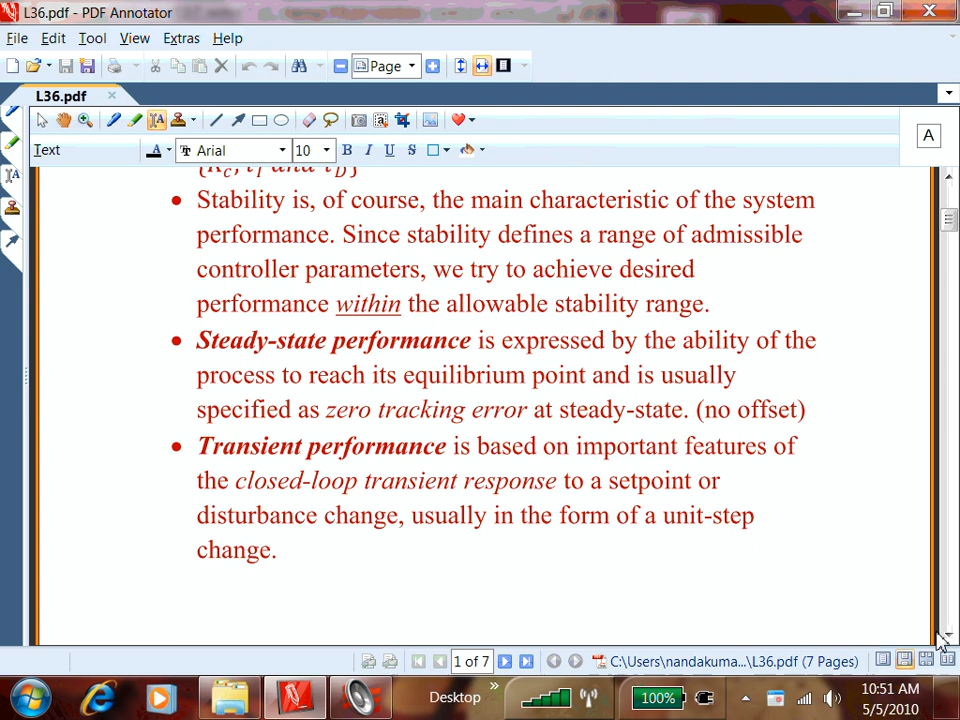 L36.pdf - PDF Annotator
File Edit Tool View Extras Help
Page
L36.pdf
A
Text Arial 10 B I U S
Stability is, of course, the main characteristic of the system
performance. Since stability defines a range of admissible
controller parameters, we try to achieve desired
performance within the allowable stability range.
Steady-state performance is expressed by the ability of the
process to reach its equilibrium point and is usually
specified as zero tracking error at steady-state. (no offset)
Transient performance is based on important features of
the closed-loop transient response to a setpoint or
disturbance change, usually in the form of a unit-step
change.
1 of 7 C:\Users\nandakuma...\L36.pdf (7 Pages)
Desktop » 100% 10:51 AM
5/5/2010